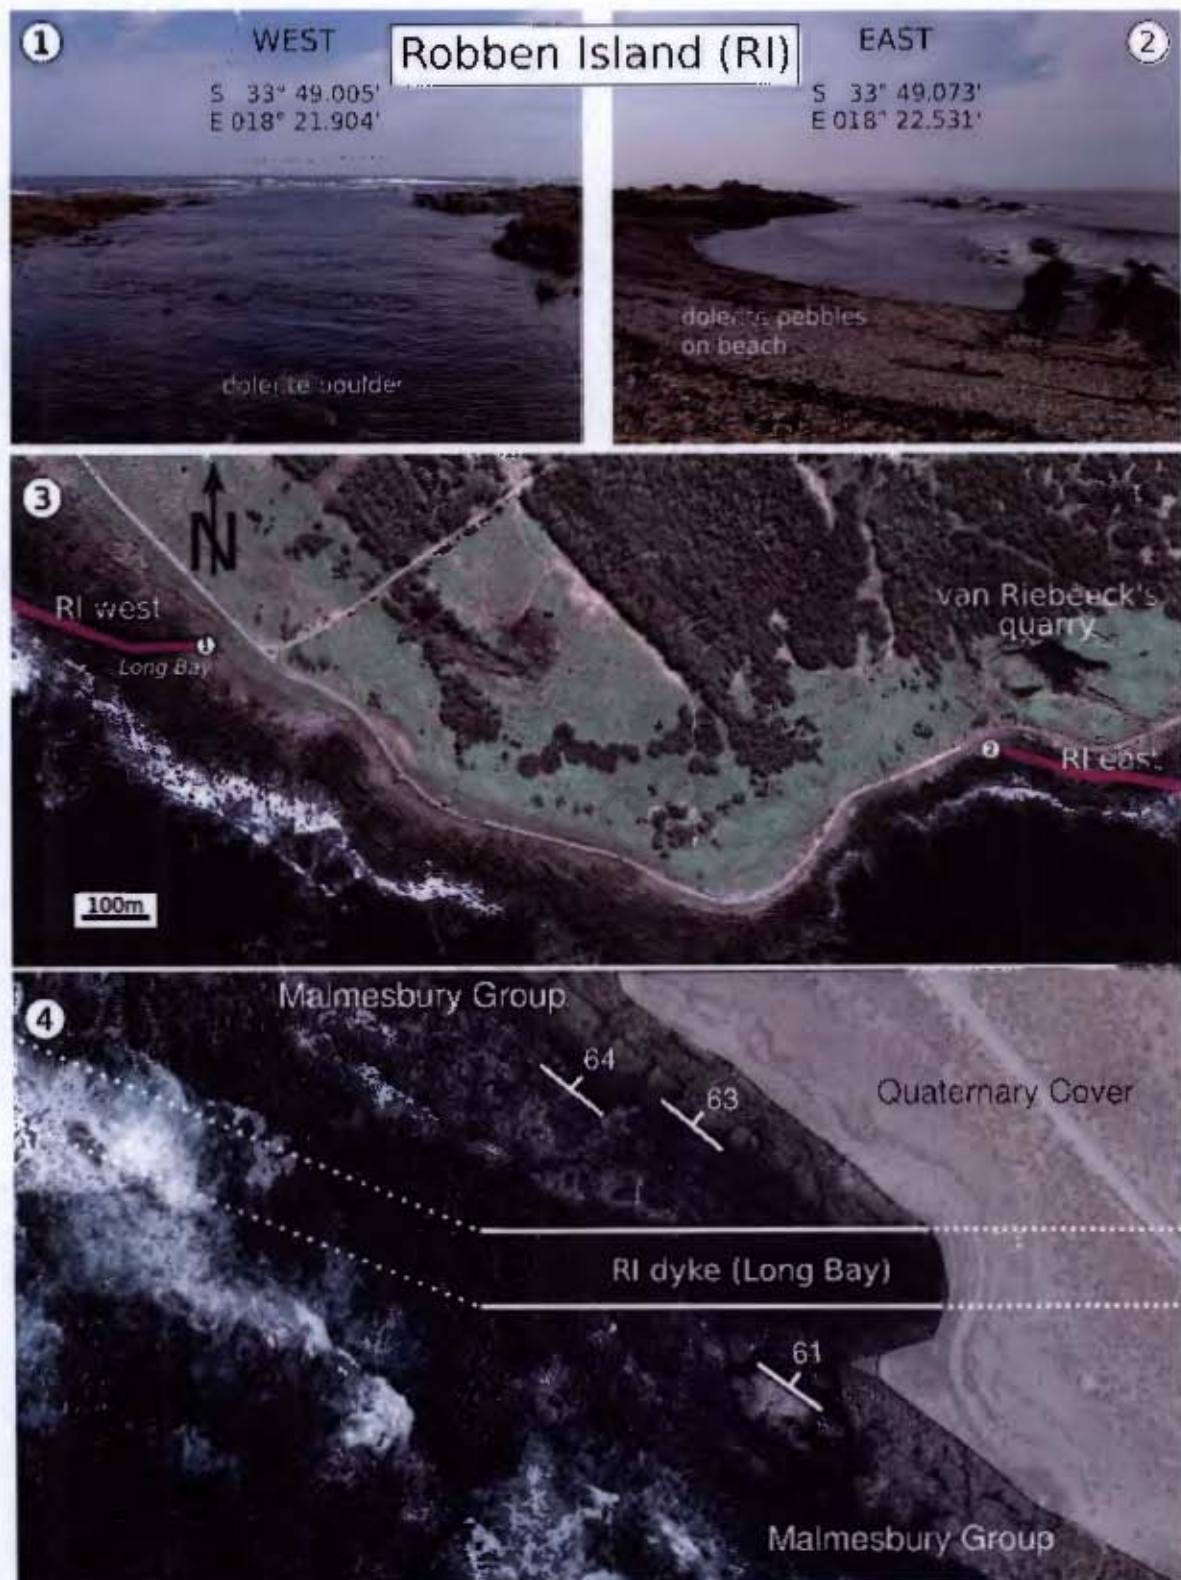 Robben Island (RI)
1
WEST
S 33° 49.005'
E 018° 21.904'
dolerite boulder
2
EAST
S 33° 49.073'
E 018° 22.531'
dolerite pebbles
on beach
3
N
RI west
1
Long Bay
van Riebeeck's
quarry
2
RI east
100m
4
Malmesbury Group
64
63
Quaternary Cover
RI dyke (Long Bay)
61
Malmesbury Group